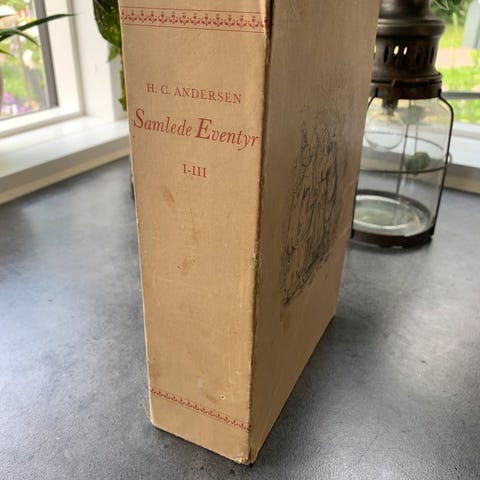 H. C. ANDERSEN
Samlede Eventyr
I-III